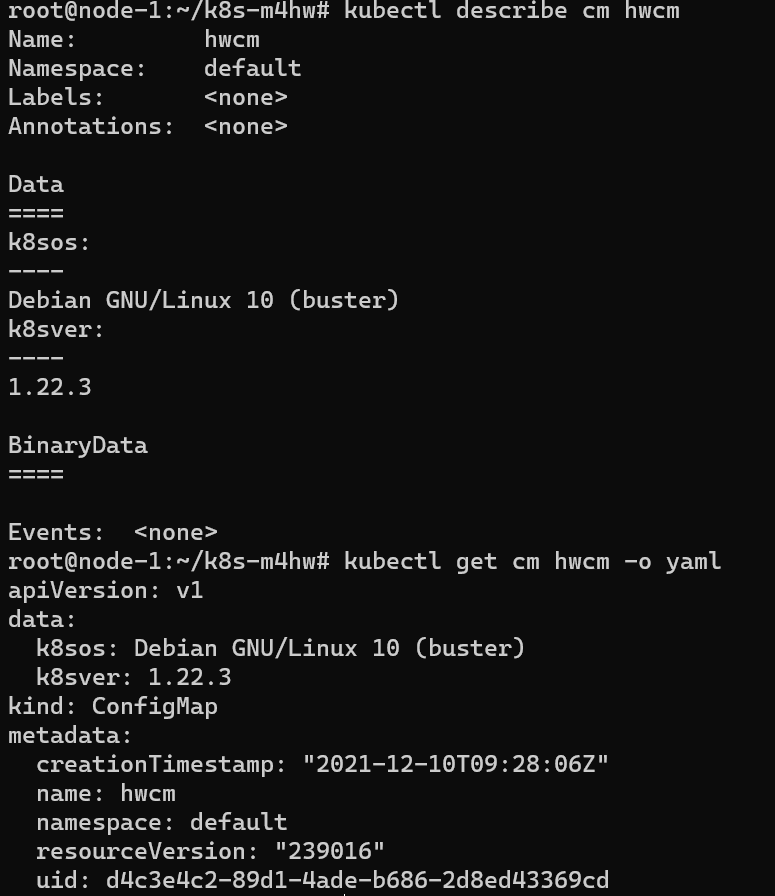 root@node-1:~/k8s-m4hw# kubectl describe cm hwcm
Name:         hwcm
Namespace:    default
Labels:       <none>
Annotations:  <none>

Data
====
k8sos:
----
Debian GNU/Linux 10 (buster)
k8sver:
----
1.22.3

BinaryData
====

Events:  <none>
root@node-1:~/k8s-m4hw# kubectl get cm hwcm -o yaml
apiVersion: v1
data:
  k8sos: Debian GNU/Linux 10 (buster)
  k8sver: 1.22.3
kind: ConfigMap
metadata:
  creationTimestamp: "2021-12-10T09:28:06Z"
  name: hwcm
  namespace: default
  resourceVersion: "239016"
  uid: d4c3e4c2-89d1-4ade-b686-2d8ed43369cd